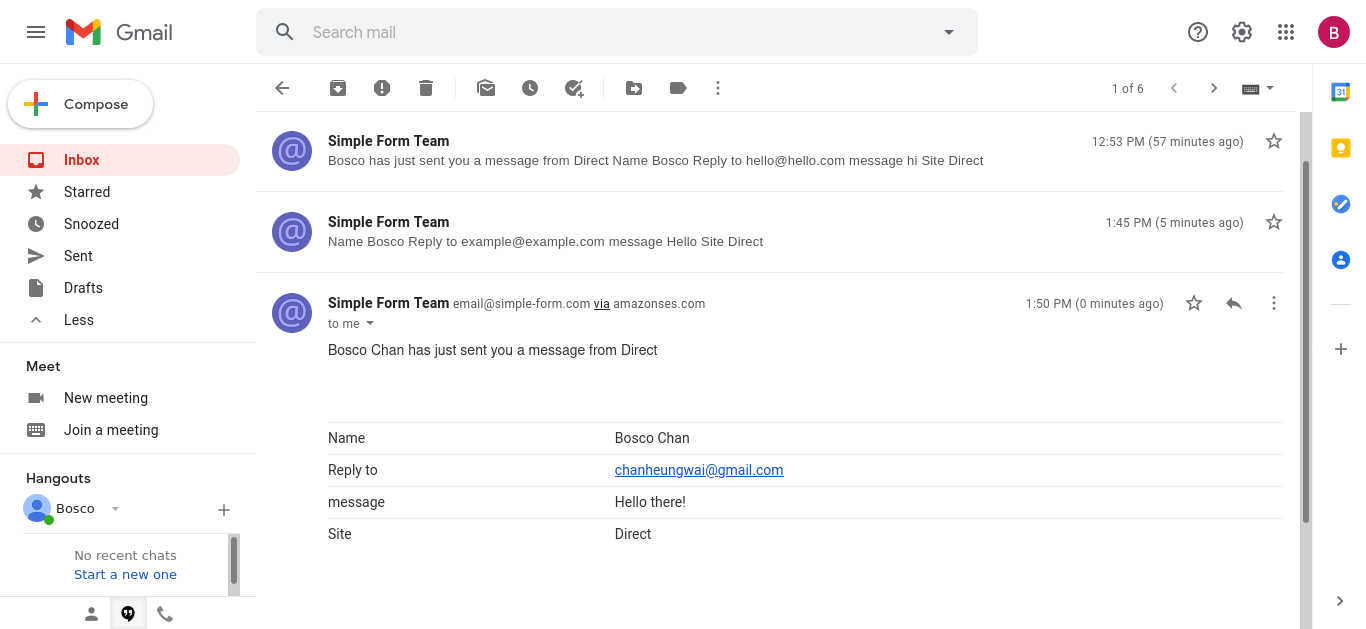 Gmail
Search mail
B
Compose
1 of 6
31
Inbox
Starred
Snoozed
Sent
Drafts
Less
Meet
New meeting
Join a meeting
Hangouts
Bosco
No recent chats
Start a new one
@
Simple Form Team
12:53 PM (57 minutes ago)
Bosco has just sent you a message from Direct Name Bosco Reply to hello@hello.com message hi Site Direct
@
Simple Form Team
1:45 PM (5 minutes ago)
Name Bosco Reply to example@example.com message Hello Site Direct
@
Simple Form Team email@simple-form.com via amazonses.com
1:50 PM (0 minutes ago)
to me
Bosco Chan has just sent you a message from Direct
Name Bosco Chan
Reply to chanheungwai@gmail.com
message Hello there!
Site Direct